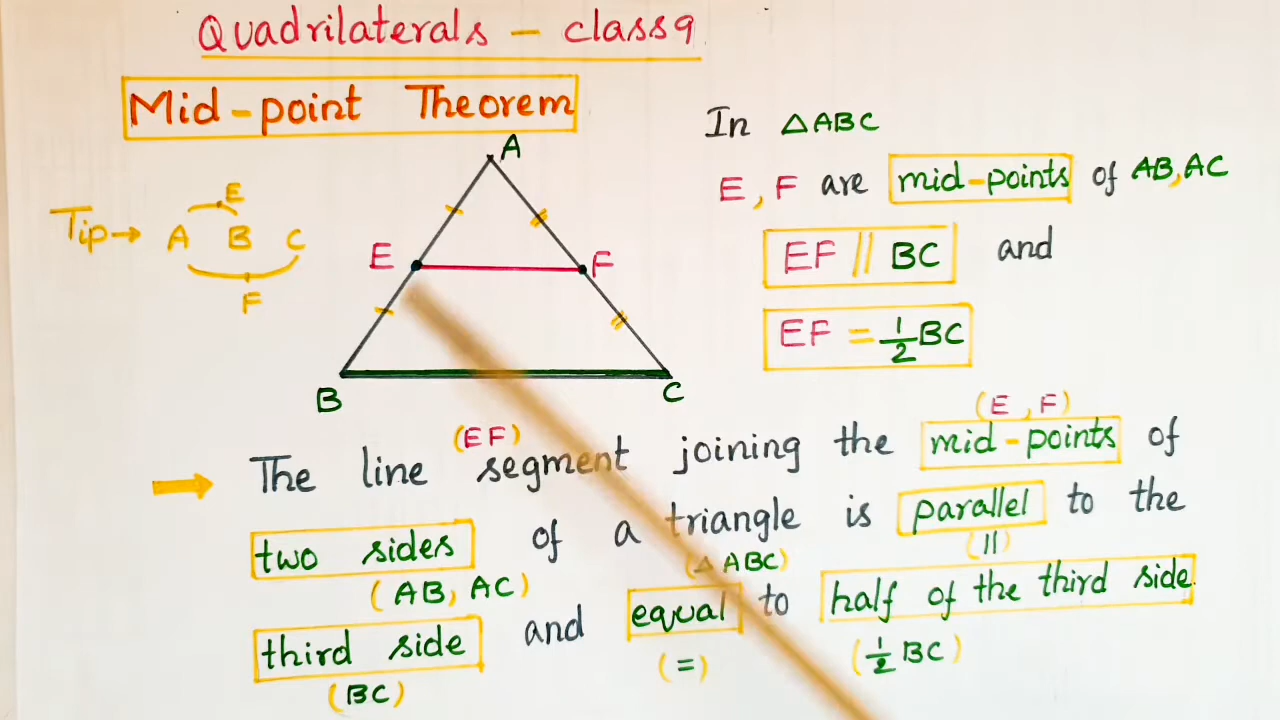 Quadrilaterals - class 9
Mid-point Theorem
In △ABC
E, F are mid-points of AB, AC
EF || BC and
EF = 1/2 BC
Tip→ A B C
E
F
A
E F
B C
(EF) (E, F)
The line segment joining the mid-points of
two sides of a triangle is parallel to the
(AB, AC) (△ABC) (||)
third side and equal to half of the third side.
(BC) (=) (1/2 BC)